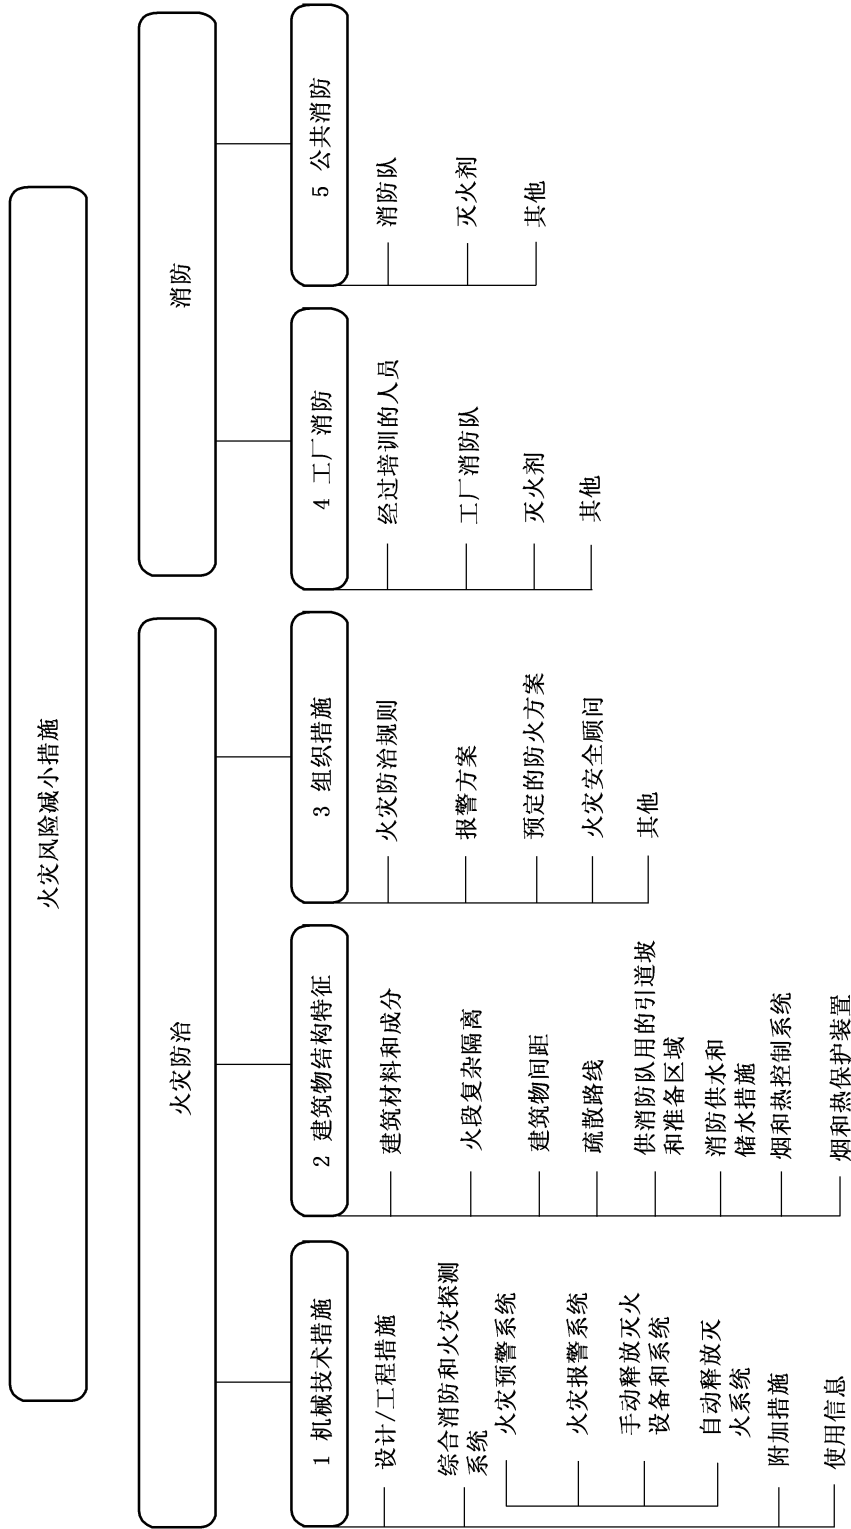 火灾风险减小措施
火灾防治
消防
1 机械技术措施
设计/工程措施
综合消防和火灾探测
系统
火灾预警系统
火灾报警系统
手动释放灭火
设备和系统
自动释放灭
火系统
附加措施
使用信息
2 建筑物结构特征
建筑材料和成分
火段复杂隔离
建筑物间距
疏散路线
供消防队用的引道坡
和准备区域
消防供水和
储水措施
烟和热控制系统
烟和热保护装置
3 组织措施
火灾防治规则
报警方案
预定的防火方案
火灾安全顾问
其他
4 工厂消防
经过培训的人员
工厂消防队
灭火剂
其他
5 公共消防
消防队
灭火剂
其他